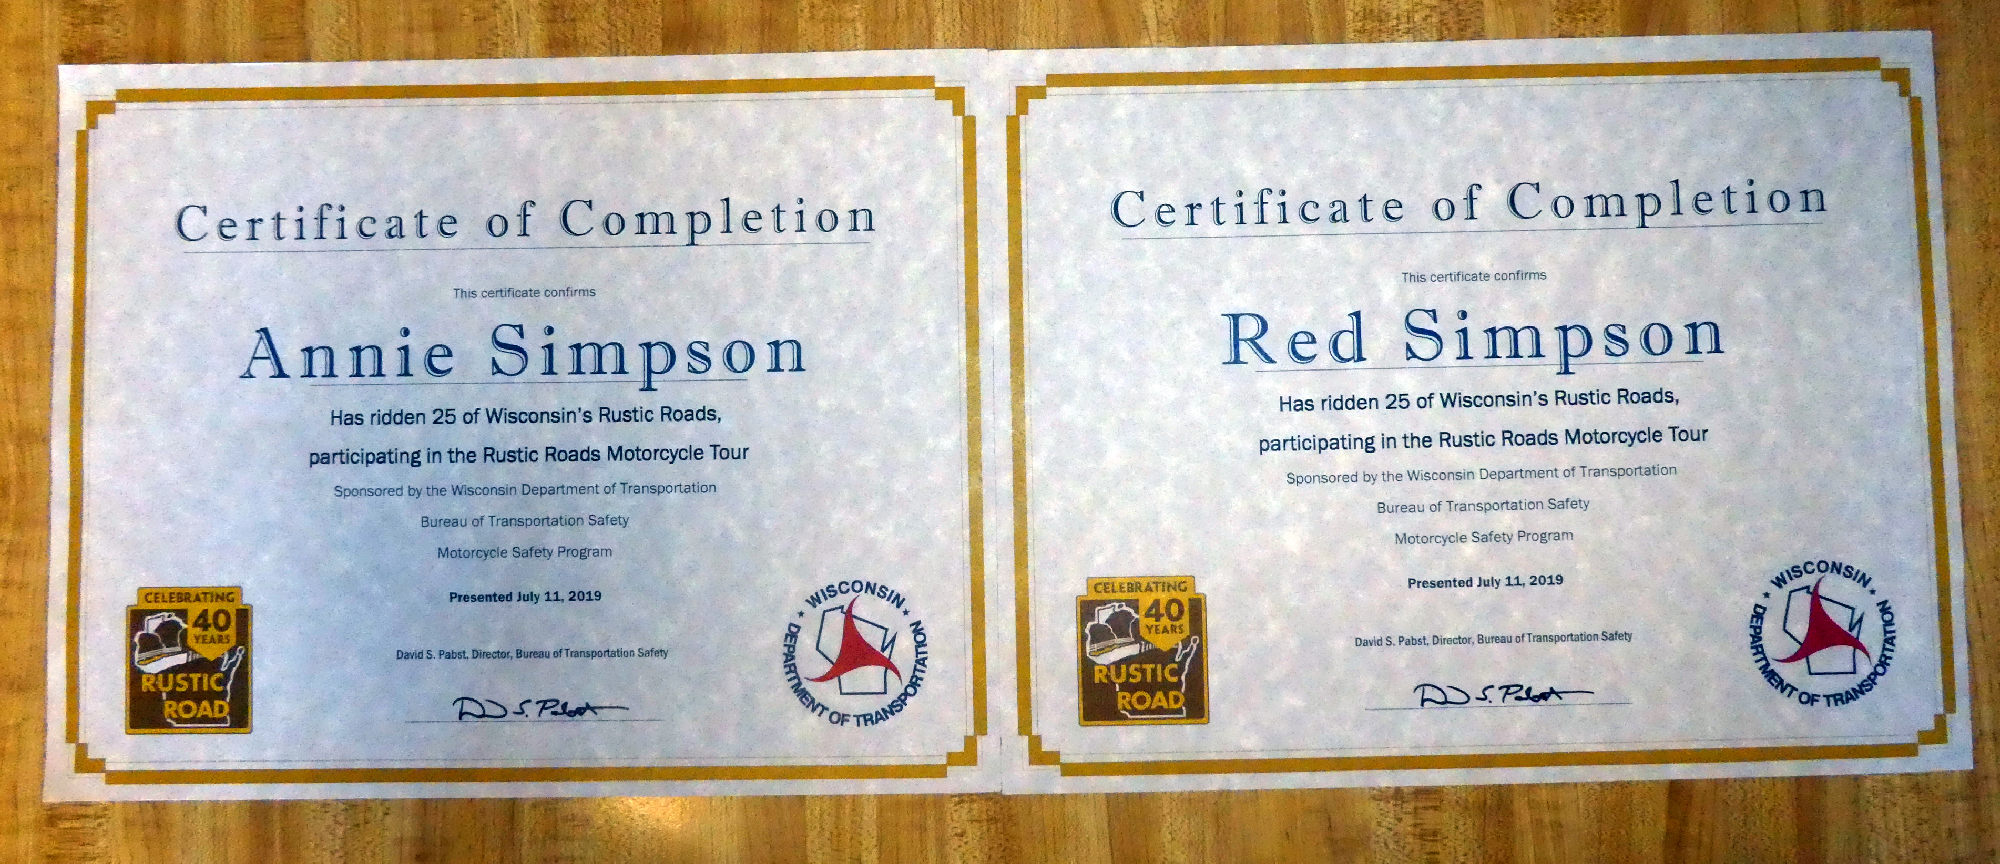 Certificate of Completion
This certificate confirms
Annie Simpson
Has ridden 25 of Wisconsin's Rustic Roads,
participating in the Rustic Roads Motorcycle Tour
Sponsored by the Wisconsin Department of Transportation
Bureau of Transportation Safety
Motorcycle Safety Program
Presented July 11, 2019
David S. Pabst, Director, Bureau of Transportation Safety
D S. Pabst
CELEBRATING
40
YEARS
RUSTIC
ROAD
WISCONSIN
DEPARTMENT OF TRANSPORTATION
Certificate of Completion
This certificate confirms
Red Simpson
Has ridden 25 of Wisconsin's Rustic Roads,
participating in the Rustic Roads Motorcycle Tour
Sponsored by the Wisconsin Department of Transportation
Bureau of Transportation Safety
Motorcycle Safety Program
Presented July 11, 2019
David S. Pabst, Director, Bureau of Transportation Safety
D S. Pabst
CELEBRATING
40
YEARS
RUSTIC
ROAD
WISCONSIN
DEPARTMENT OF TRANSPORTATION